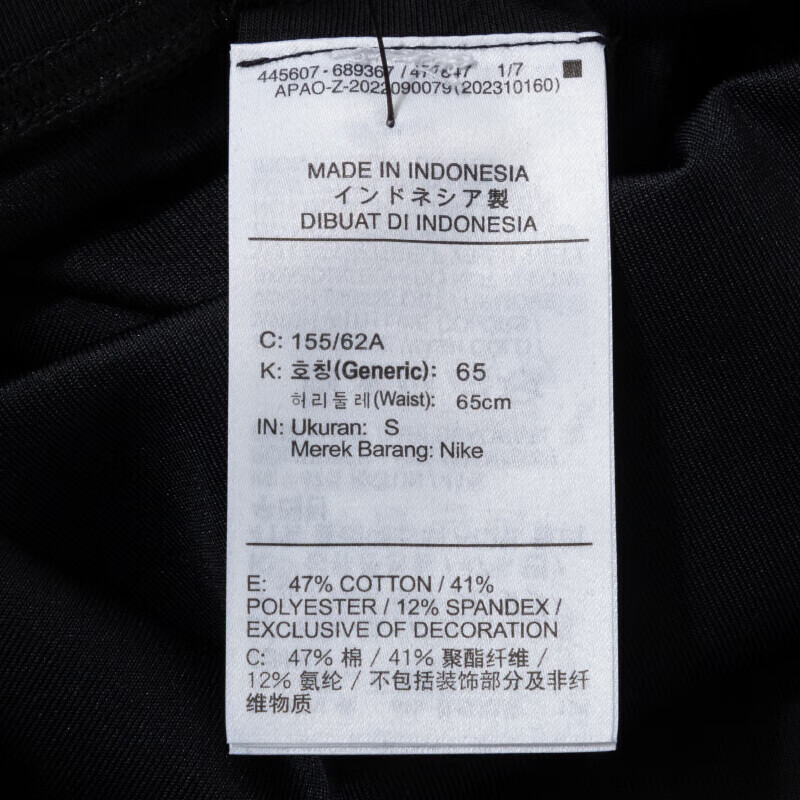 445607 - 689367 / 471647 1/7
APAO-Z-2022090079(202310160)
MADE IN INDONESIA
インドネシア製
DIBUAT DI INDONESIA
C: 155/62A
K: 호칭(Generic): 65
허리둘레(Waist): 65cm
IN: Ukuran: S
Merek Barang: Nike
E: 47% COTTON / 41%
POLYESTER / 12% SPANDEX /
EXCLUSIVE OF DECORATION
C: 47% 棉 / 41% 聚酯纤维 /
12% 氨纶 / 不包括装饰部分及非纤
维物质